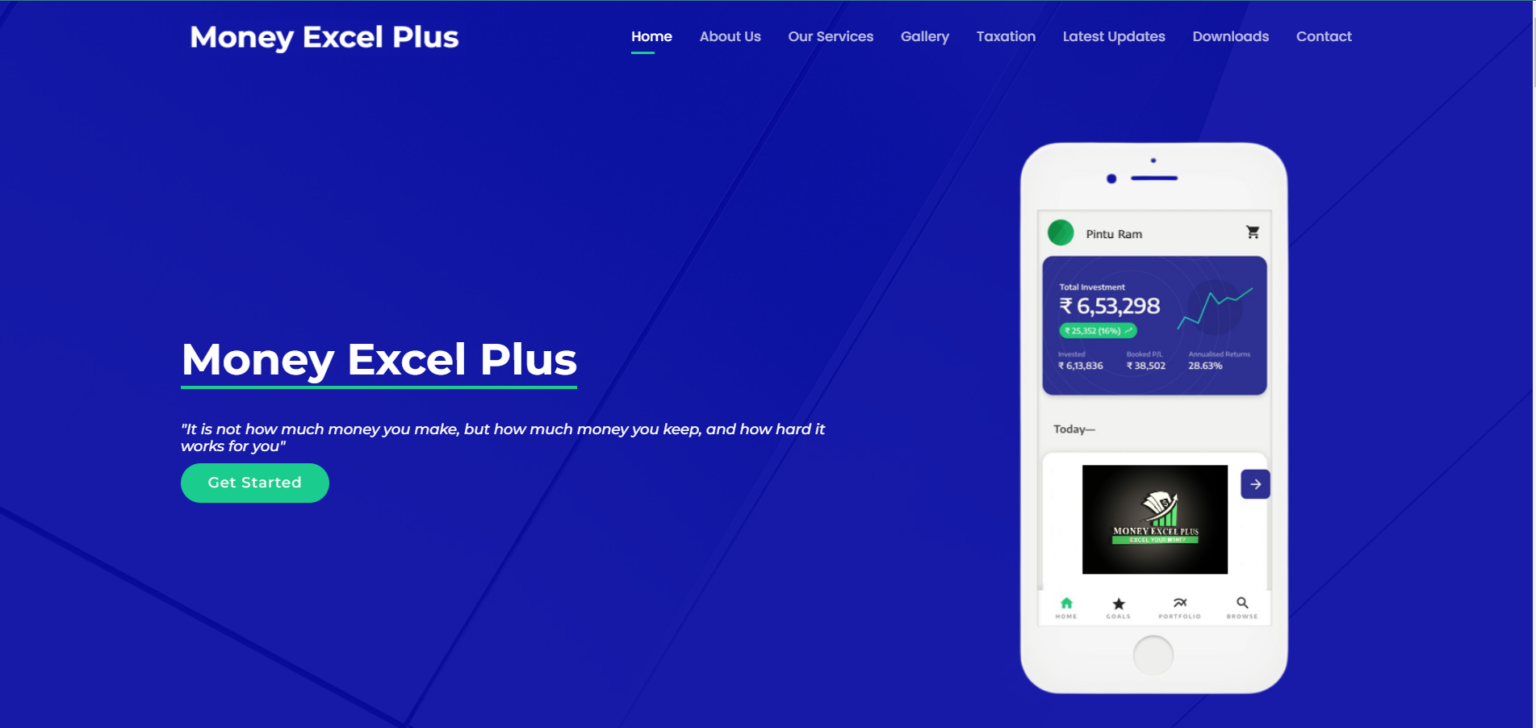 Money Excel Plus
Home About Us Our Services Gallery Taxation Latest Updates Downloads Contact
Money Excel Plus
"It is not how much money you make, but how much money you keep, and how hard it
works for you"
Get Started
Pintu Ram
Total Investment
₹ 6,53,298
₹ 25,352 (16%)
Invested Booked P/L Annualised Returns
₹ 6,13,836 ₹ 38,502 28.63%
Today—
MONEY EXCEL PLUS
EXCEL YOUR MONEY
HOME GOALS PORTFOLIO BROWSE